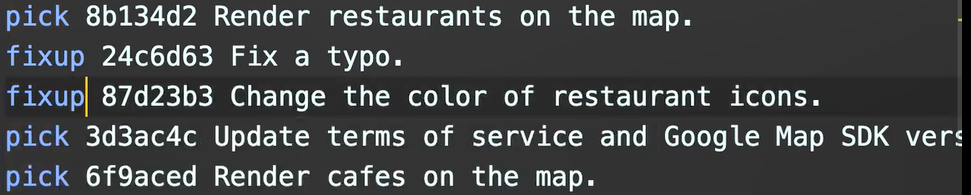 pick 8b134d2 Render restaurants on the map.
fixup 24c6d63 Fix a typo.
fixup 87d23b3 Change the color of restaurant icons.
pick 3d3ac4c Update terms of service and Google Map SDK vers
pick 6f9aced Render cafes on the map.